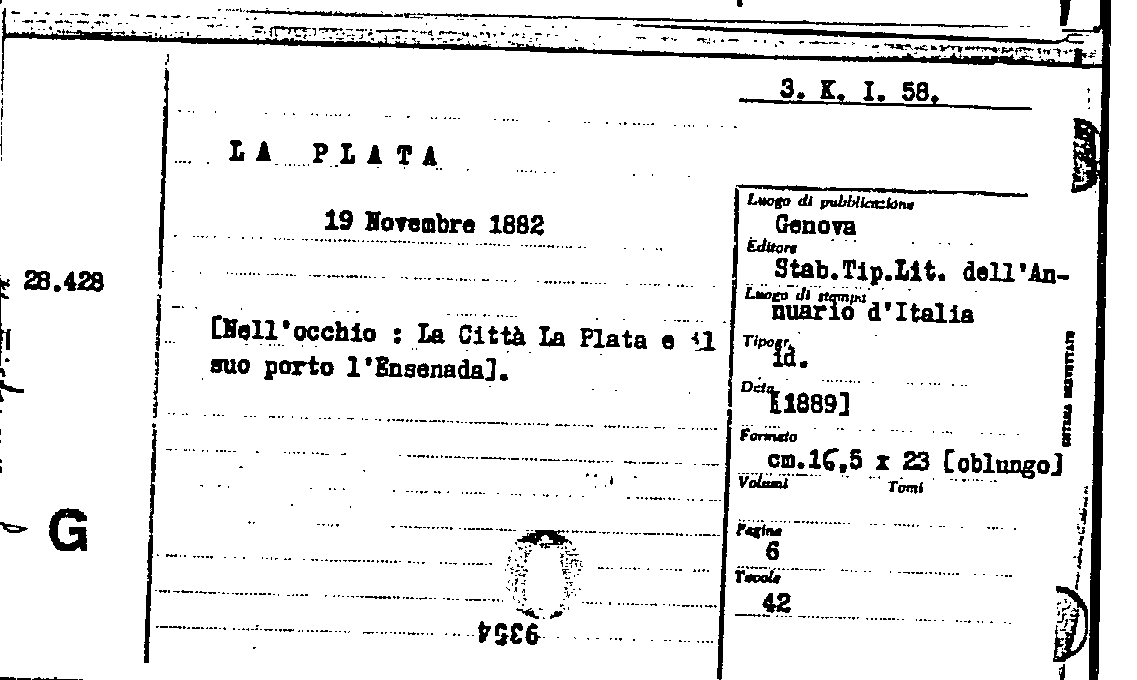 3. K. I. 58.
LA PLATA
19 Novembre 1882
28.428
[Nell'occhio : La Città La Plata e il
suo porto l'Ensenada].
G
9354
Luogo di pubblicazione
Genova
Editore
Stab.Tip.Lit. dell'An-
Luogo di stampa
nuario d'Italia
Tipogr.
id.
Data
[1889]
Formato
cm.16,5 x 23 [oblungo]
Volumi Tomi
Pagine
6
Tavole
42